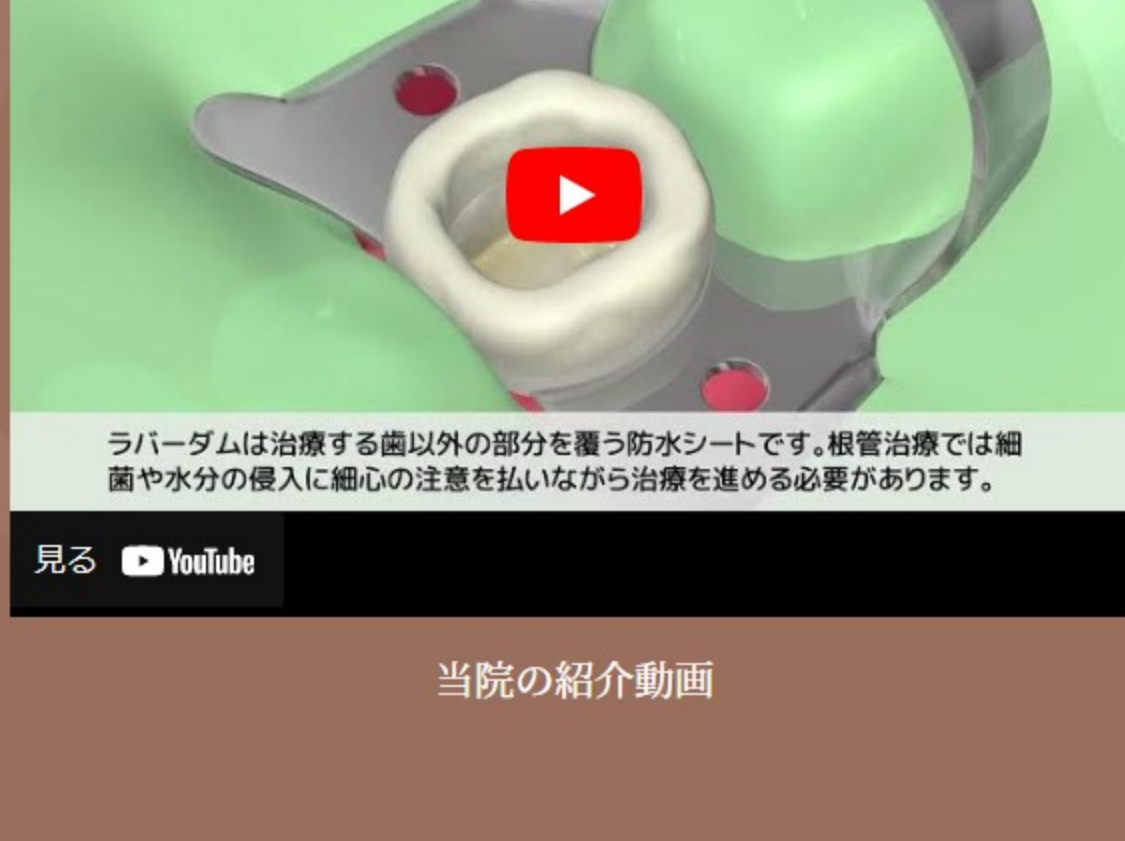 ラバーダムは治療する歯以外の部分を覆う防水シートです。根管治療では細
菌や水分の侵入に細心の注意を払いながら治療を進める必要があります。
見る YouTube
当院の紹介動画